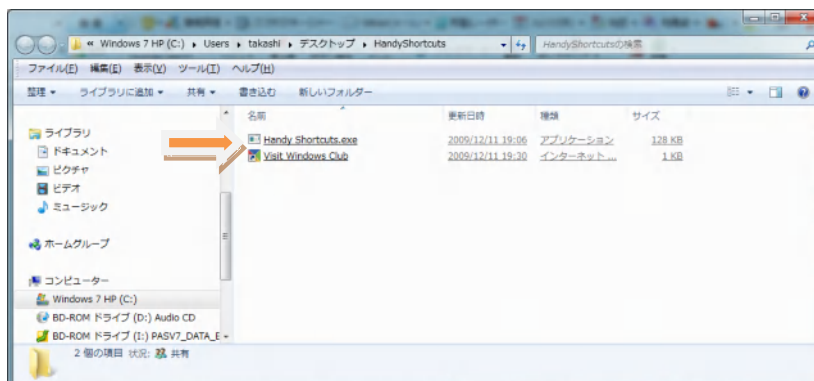 « Windows 7 HP (C:) ▸ Users ▸ takashi ▸ デスクトップ ▸ HandyShortcuts
HandyShortcutsの検索
ファイル(F) 編集(E) 表示(V) ツール(T) ヘルプ(H)
整理 ▾ ライブラリに追加 ▾ 共有 ▾ 書き込む 新しいフォルダー
名前 更新日時 種類 サイズ
ライブラリ
ドキュメント
ピクチャ
ビデオ
ミュージック
ホームグループ
コンピューター
Windows 7 HP (C:)
BD-ROM ドライブ (D:) Audio CD
BD-ROM ドライブ (I:) PASV7_DATA_E
Handy Shortcuts.exe 2009/12/11 19:06 アプリケーション 128 KB
Visit Windows Club 2009/12/11 19:30 インターネット ... 1 KB
2 個の項目 状況: 共有